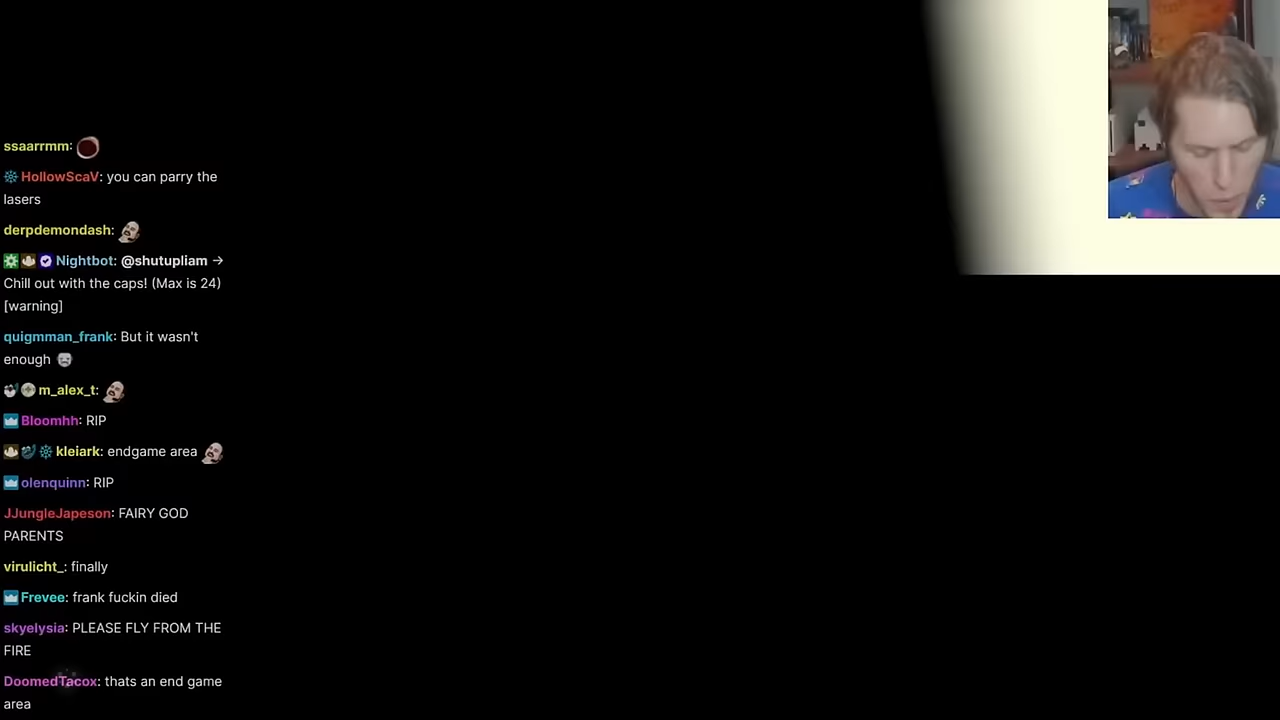 ssaarrmm:
HollowScaV: you can parry the
lasers
derpdemondash:
Nightbot: @shutupliam →
Chill out with the caps! (Max is 24)
[warning]
quigmman_frank: But it wasn't
enough
m_alex_t:
Bloomhh: RIP
kleiark: endgame area
olenquinn: RIP
JJungleJapeson: FAIRY GOD
PARENTS
virulicht_: finally
Frevee: frank fuckin died
skyelysia: PLEASE FLY FROM THE
FIRE
DoomedTacox: thats an end game
area